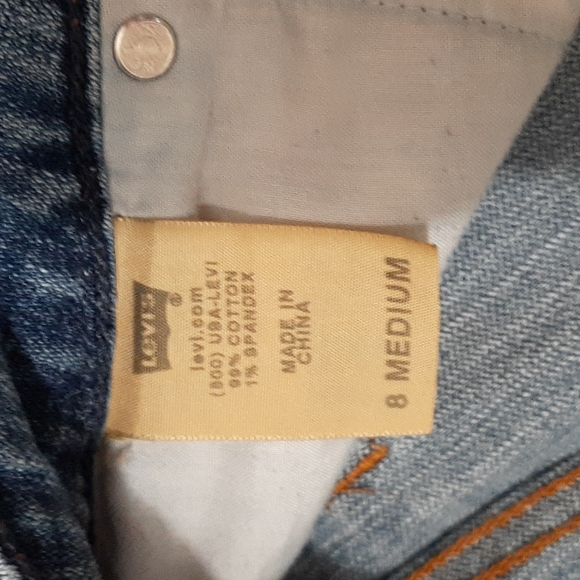 Levi's®
levi.com
(800) USA-LEVI
99% COTTON
1% SPANDEX
MADE IN
CHINA
8 MEDIUM